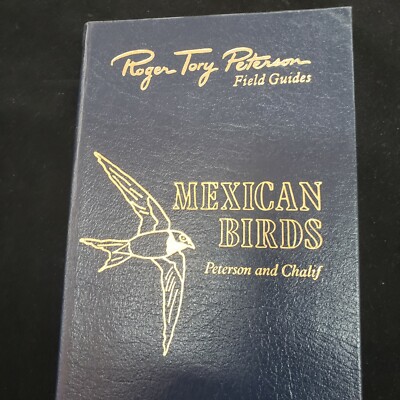 Roger Tory Peterson
Field Guides
MEXICAN
BIRDS
Peterson and Chalif